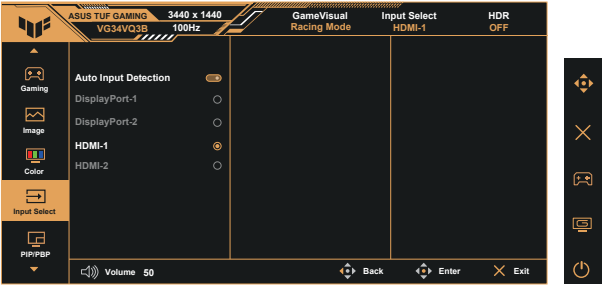 ASUS TUF GAMING 3440 x 1440
VG34VQ3B 100Hz
GameVisual Input Select HDR
Racing Mode HDMI-1 OFF
Gaming
Image
Color
Input Select
PIP/PBP
Auto Input Detection
DisplayPort-1
DisplayPort-2
HDMI-1
HDMI-2
Volume 50
Back Enter Exit